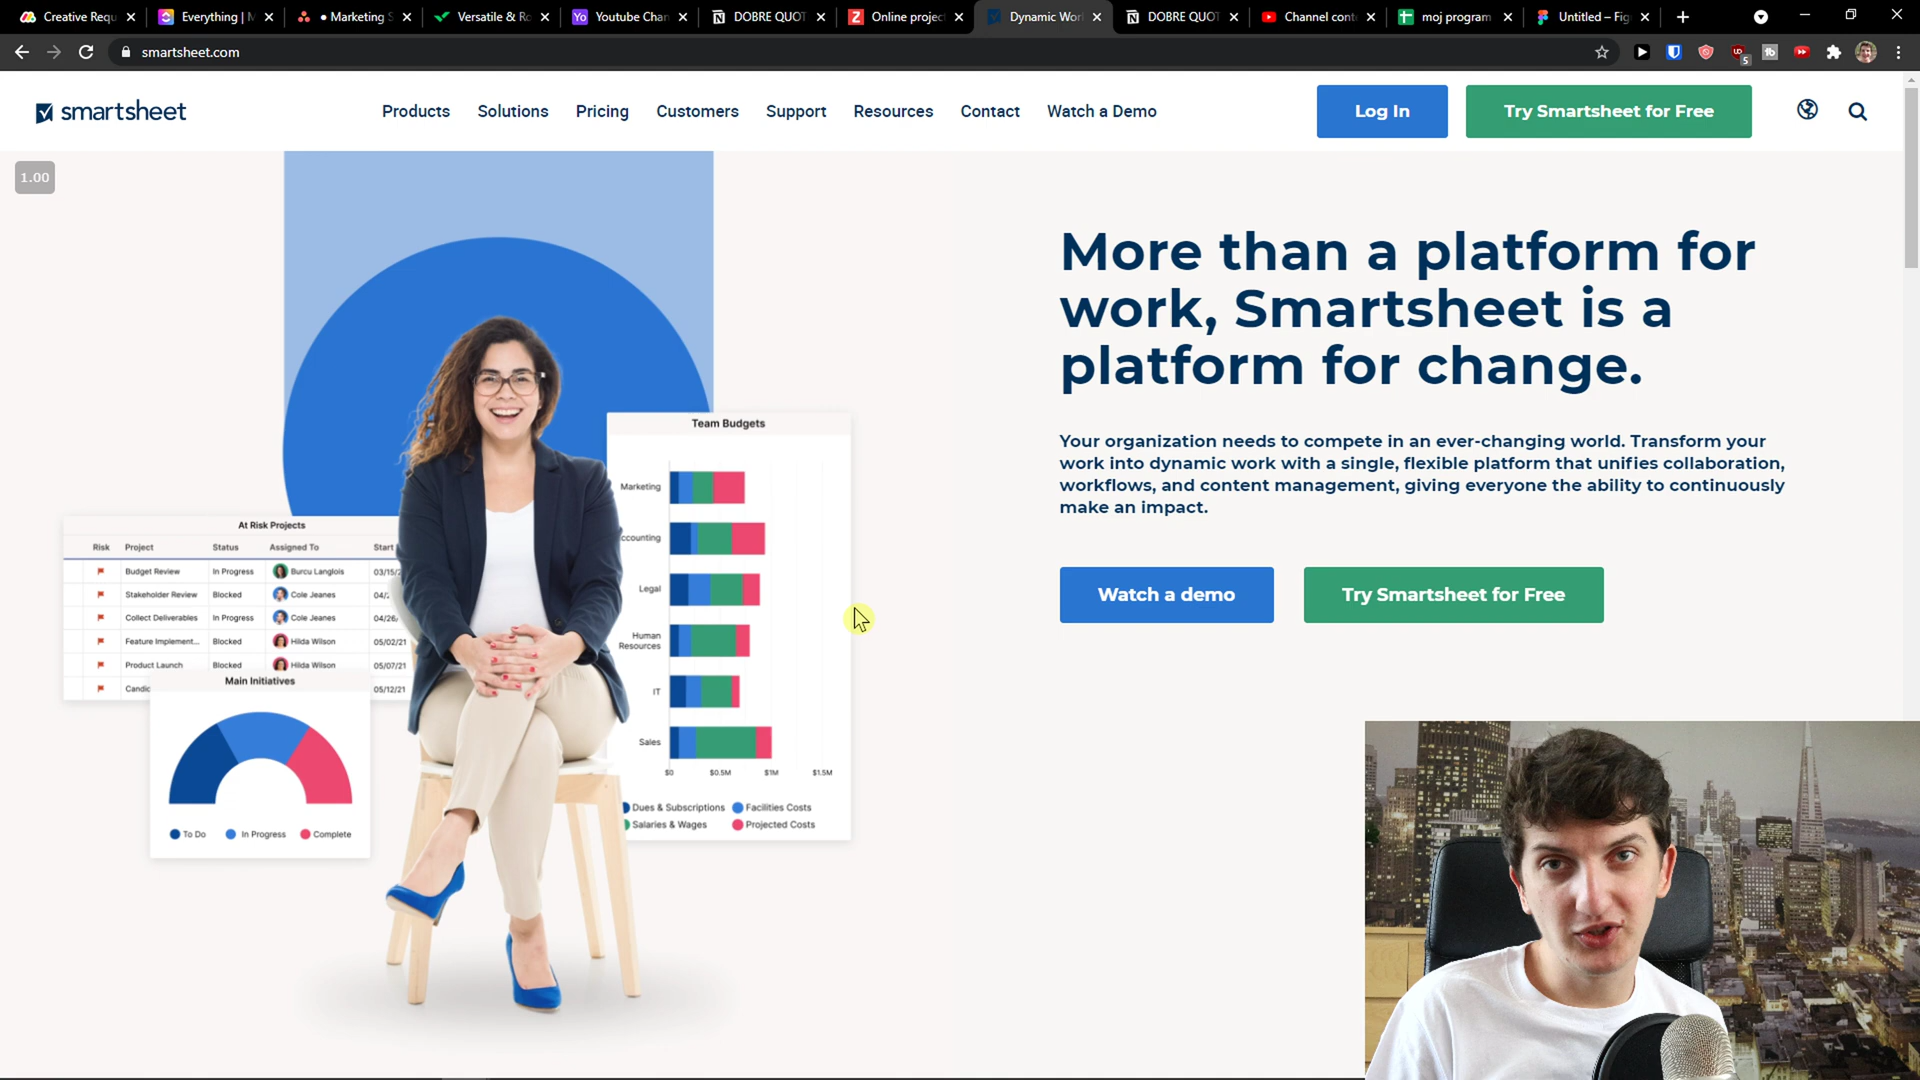 Creative Requ
Everything | M
• Marketing S
Versatile & Ro
Youtube Chan
DOBRE QUOT
Online projec
Dynamic Wor
DOBRE QUOT
Channel cont
moj program
Untitled – Fig
smartsheet.com
5
smartsheet
Products
Solutions
Pricing
Customers
Support
Resources
Contact
Watch a Demo
Log In
Try Smartsheet for Free
1.00
More than a platform for
work, Smartsheet is a
platform for change.
Your organization needs to compete in an ever-changing world. Transform your
work into dynamic work with a single, flexible platform that unifies collaboration,
workflows, and content management, giving everyone the ability to continuously
make an impact.
Watch a demo
Try Smartsheet for Free
At Risk Projects
Risk Project Status Assigned To Start
Budget Review In Progress Burcu Langlois 03/15/2
Stakeholder Review Blocked Cole Jeanes 04/
Collect Deliverables In Progress Cole Jeanes 04/26/
Feature Implement... Blocked Hilda Wilson 05/02/21
Product Launch Blocked Hilda Wilson 05/07/21
Candic 05/12/21
Main Initiatives
To Do In Progress Complete
Team Budgets
Marketing
ccounting
Legal
Human
Resources
IT
Sales
$0 $0.5M $1M $1.5M
Dues & Subscriptions Facilities Costs
Salaries & Wages Projected Costs